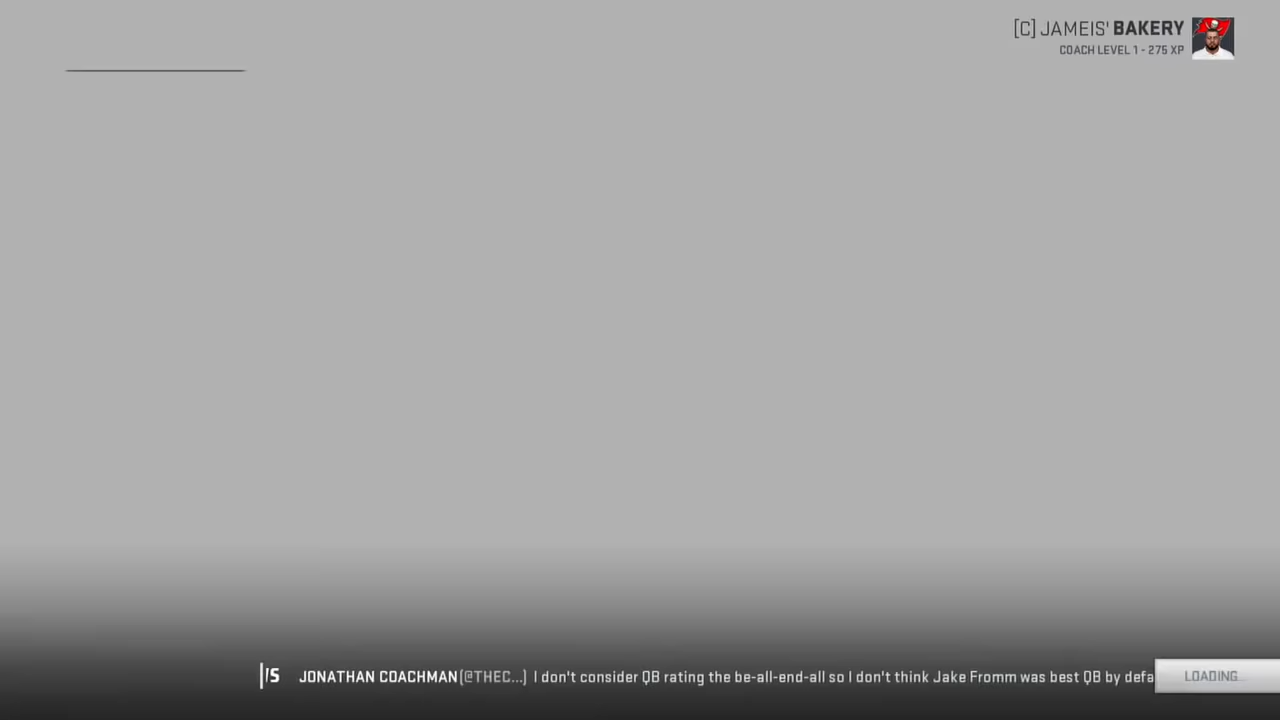 [C] JAMEIS' BAKERY
COACH LEVEL 1 - 275 XP
JONATHAN COACHMAN(@THEC...) I don't consider QB rating the be-all-end-all so I don't think Jake Fromm was best QB by defa
LOADING...